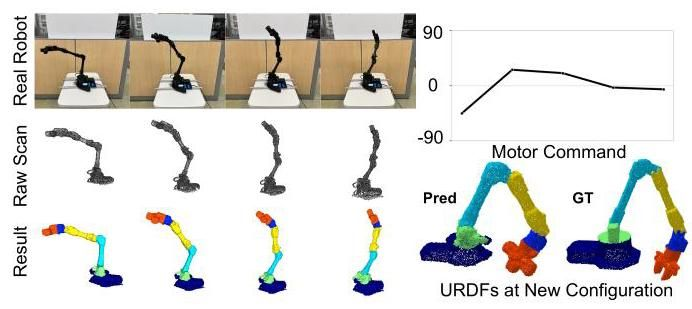 Real Robot
Raw Scan
Result
90
0
-90
Motor Command
Pred
GT
URDFs at New Configuration